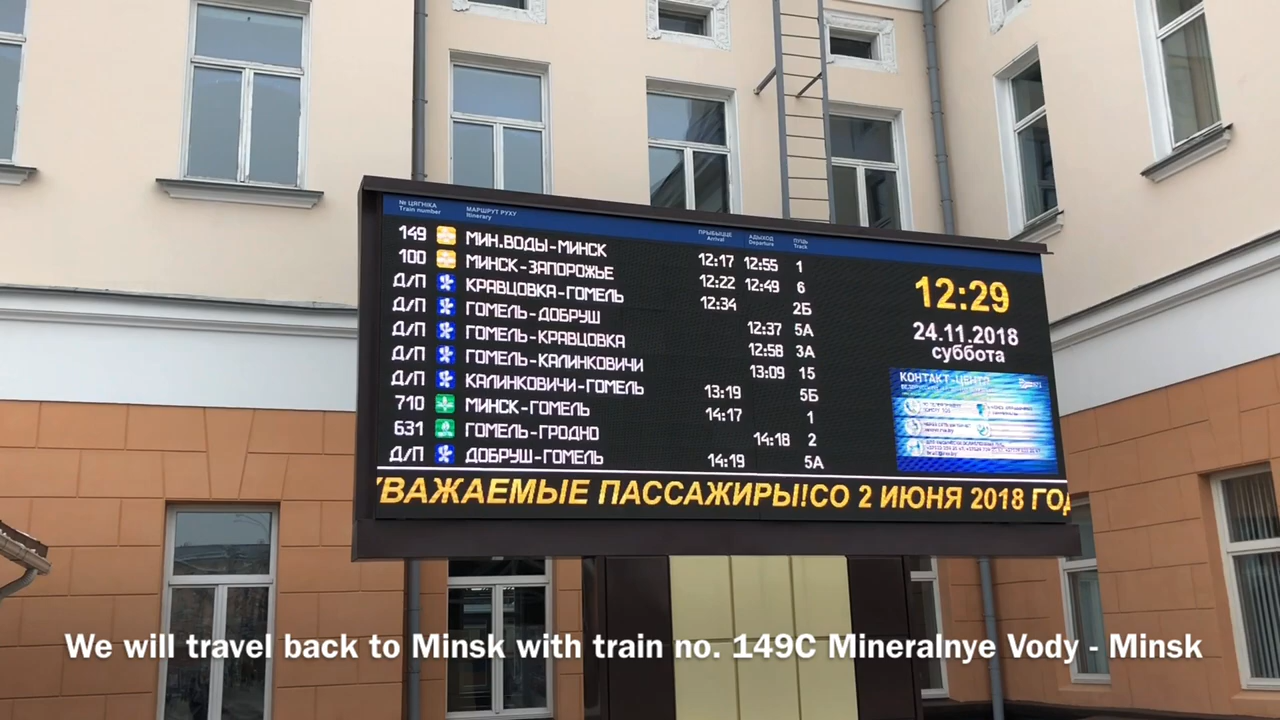 № ЦЯГНІКА МАРШРУТ РУХУ ПРЫБЫЦЦЕ АДЫХОД ПУЦЬ
Train number Itinerary Arrival Departure Track
149 МИН.ВОДЫ-МИНСК 12:17 12:55 1
100 МИНСК-ЗАПОРОЖЬЕ 12:22 12:49 6
Д/П КРАВЦОВКА-ГОМЕЛЬ 12:34 2Б
Д/П ГОМЕЛЬ-ДОБРУШ 12:37 5А
Д/П ГОМЕЛЬ-КРАВЦОВКА 12:58 3А
Д/П ГОМЕЛЬ-КАЛИНКОВИЧИ 13:09 15
Д/П КАЛИНКОВИЧИ-ГОМЕЛЬ 13:19 5Б
710 МИНСК-ГОМЕЛЬ 14:17 1
631 ГОМЕЛЬ-ГРОДНО 14:18 2
Д/П ДОБРУШ-ГОМЕЛЬ 14:19 5А
12:29
24.11.2018
суббота
КОНТАКТ-ЦЕНТР
УВАЖАЕМЫЕ ПАССАЖИРЫ!СО 2 ИЮНЯ 2018 ГОД
We will travel back to Minsk with train no. 149C Mineralnye Vody - Minsk